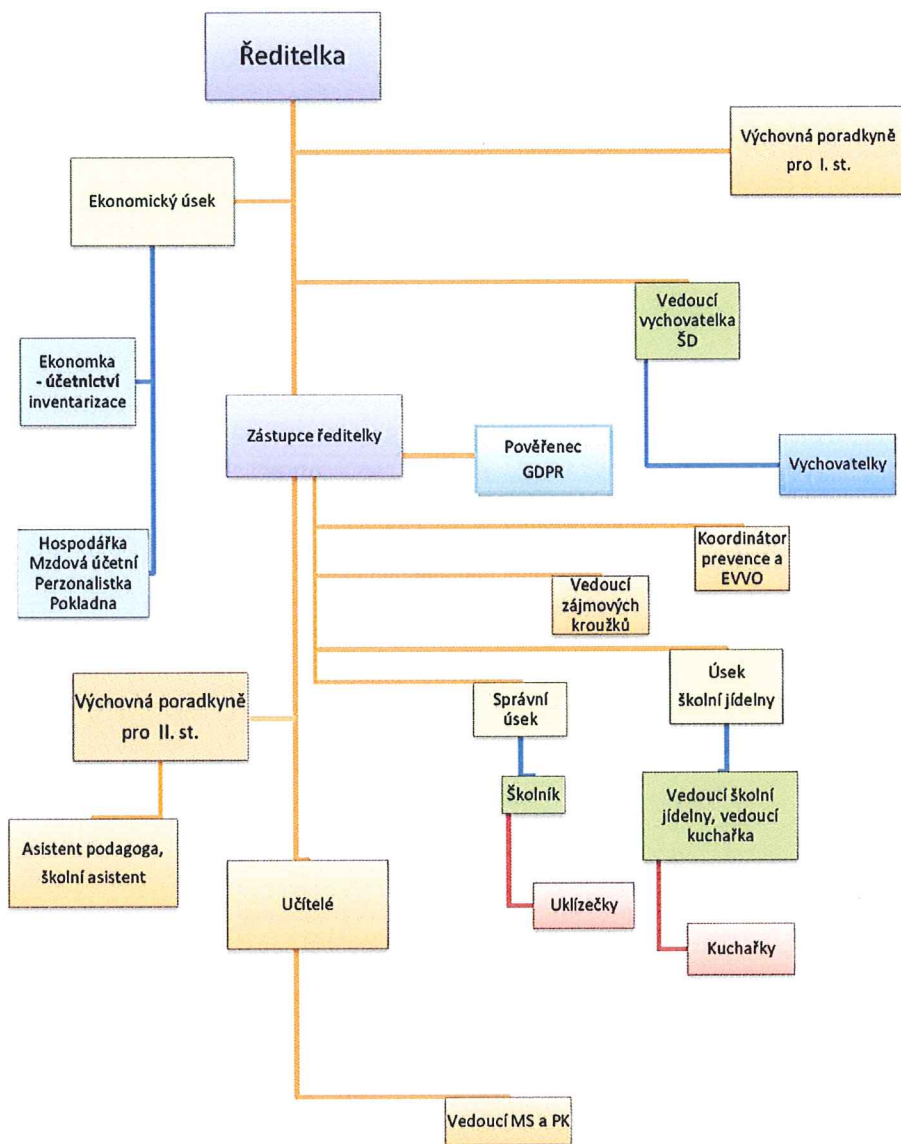 Ředitelka
Výchovná poradkyně
pro I. st.
Ekonomický úsek
Vedoucí
vychovatelka
ŠD
Ekonomka
- účetnictví
inventarizace
Zástupce ředitelky
Pověřenec
GDPR
Vychovatelky
Hospodářka
Mzdová účetní
Perzonalistka
Pokladna
Koordinátor
prevence a
EVVO
Vedoucí
zájmových
kroužků
Úsek
školní jídelny
Výchovná poradkyně
pro II. st.
Správní
úsek
Školník
Vedoucí školní
jídelny, vedoucí
kuchařka
Asistent podagoga,
školní asistent
Učítelé
Uklízečky
Kuchařky
Vedoucí MS a PK